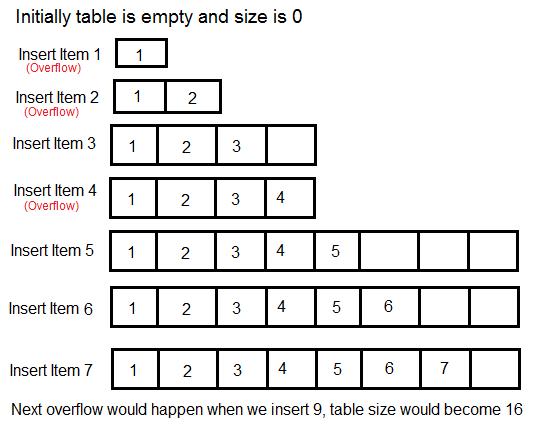 Initially table is empty and size is 0
Insert Item 1 1
(Overflow)
Insert Item 2 1 2
(Overflow)
Insert Item 3 1 2 3
Insert Item 4 1 2 3 4
(Overflow)
Insert Item 5 1 2 3 4 5
Insert Item 6 1 2 3 4 5 6
Insert Item 7 1 2 3 4 5 6 7
Next overflow would happen when we insert 9, table size would become 16